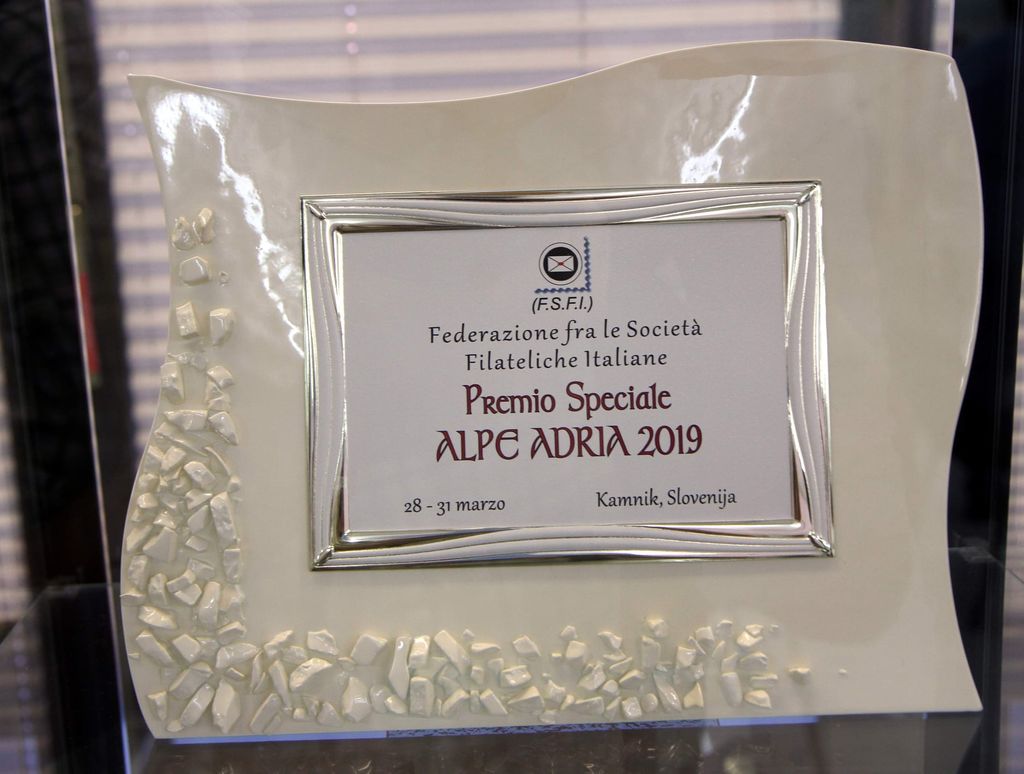 (F.S.F.I.)
Federazione fra le Società
Filateliche Italiane
Premio Speciale
ALPE ADRIA 2019
28 - 31 marzo Kamnik, Slovenija